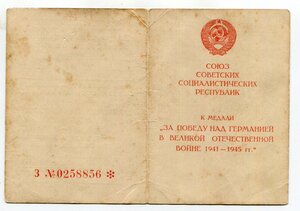 З №0258856 ✻
СОЮЗ
СОВЕТСКИХ
СОЦИАЛИСТИЧЕСКИХ
РЕСПУБЛИК
К МЕДАЛИ
„ЗА ПОБЕДУ НАД ГЕРМАНИЕЙ
В ВЕЛИКОЙ ОТЕЧЕСТВЕННОЙ
ВОЙНЕ 1941—1945 гг."